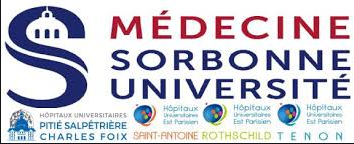 MÉDECINE
SORBONNE
UNIVERSITÉ
HÔPITAUX UNIVERSITAIRES
PITIÉ SALPÊTRIÈRE
CHARLES FOIX
Hôpitaux
Universitaires
Est Parisien
SAINT-ANTOINE
Hôpitaux
Universitaires
Est Parisien
ROTHSCHILD
Hôpitaux
Universitaires
Est Parisien
TENON